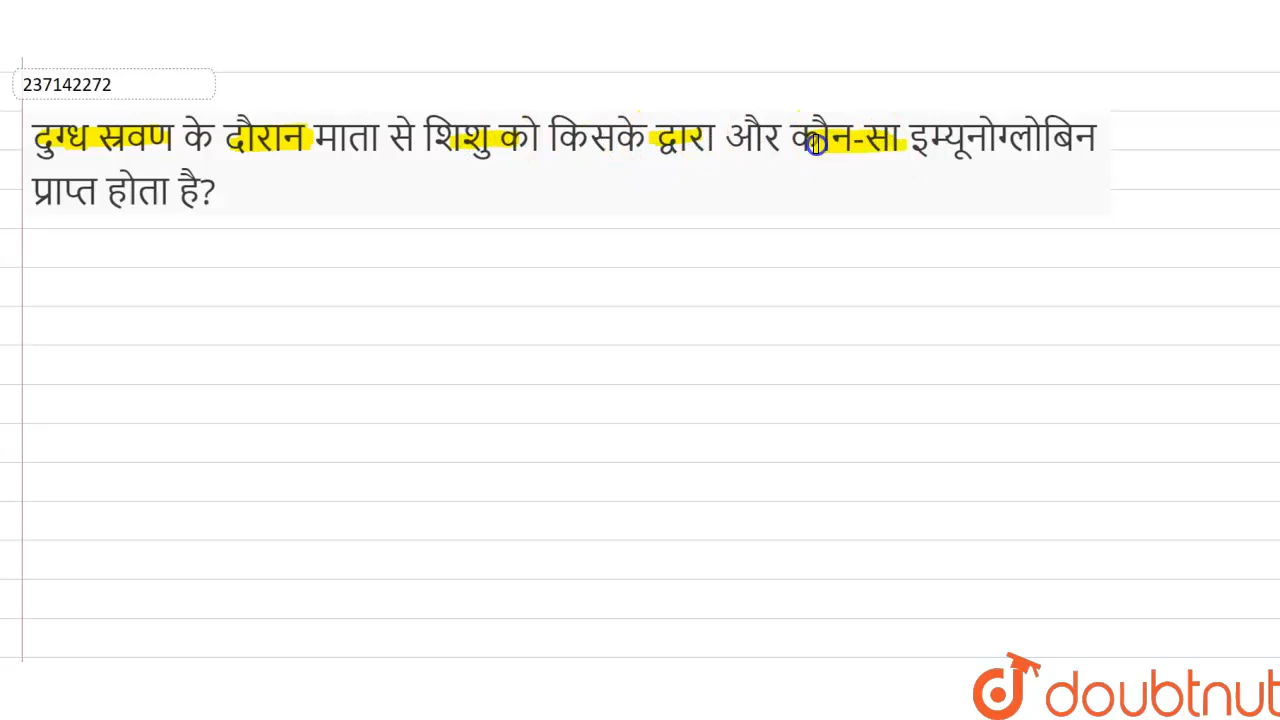 237142272
दुग्ध स्रवण के दौरान माता से शिशु को किसके द्वारा और कौन-सा इम्यूनोग्लोबिन
प्राप्त होता है?
doubtnut